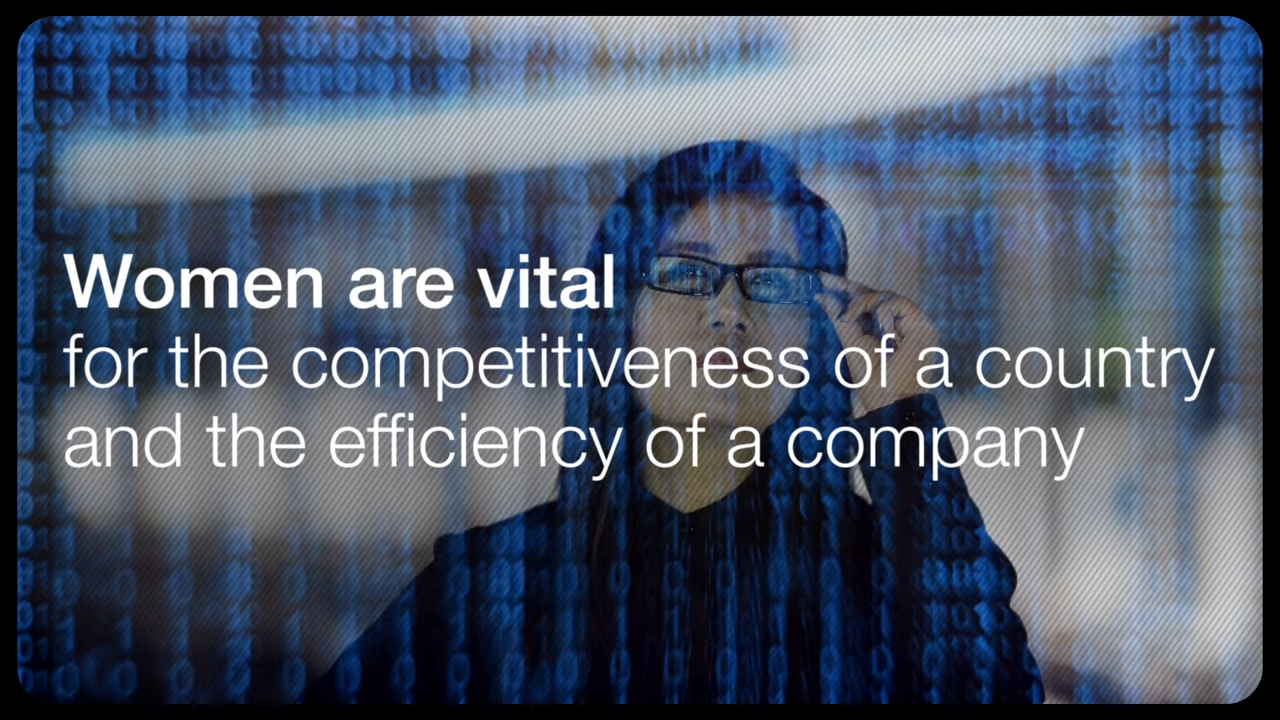 Women are vital
for the competitiveness of a country
and the efficiency of a company